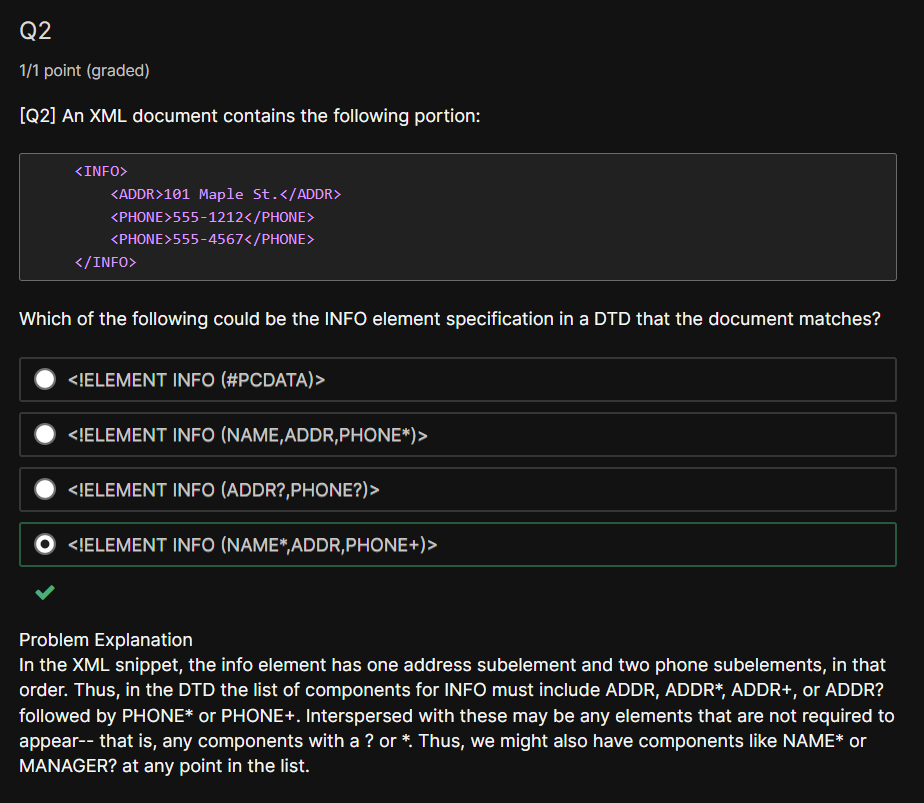 Q2
1/1 point (graded)
[Q2] An XML document contains the following portion:
<INFO>
<ADDR>101 Maple St.</ADDR>
<PHONE>555-1212</PHONE>
<PHONE>555-4567</PHONE>
</INFO>
Which of the following could be the INFO element specification in a DTD that the document matches?
<!ELEMENT INFO (#PCDATA)>
<!ELEMENT INFO (NAME,ADDR,PHONE*)>
<!ELEMENT INFO (ADDR?,PHONE?)>
<!ELEMENT INFO (NAME*,ADDR,PHONE+)>
Problem Explanation
In the XML snippet, the info element has one address subelement and two phone subelements, in that
order. Thus, in the DTD the list of components for INFO must include ADDR, ADDR*, ADDR+, or ADDR?
followed by PHONE* or PHONE+. Interspersed with these may be any elements that are not required to
appear-- that is, any components with a ? or *. Thus, we might also have components like NAME* or
MANAGER? at any point in the list.